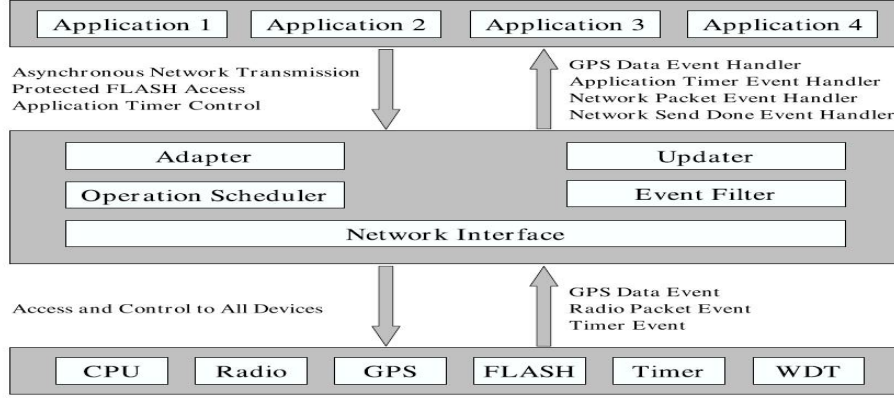 Application 1 Application 2 Application 3 Application 4
Asynchronous Network Transmission
Protected FLASH Access
Application Timer Control
GPS Data Event Handler
Application Timer Event Handler
Network Packet Event Handler
Network Send Done Event Handler
Adapter Updater
Operation Scheduler Event Filter
Network Interface
Access and Control to All Devices
GPS Data Event
Radio Packet Event
Timer Event
CPU Radio GPS FLASH Timer WDT